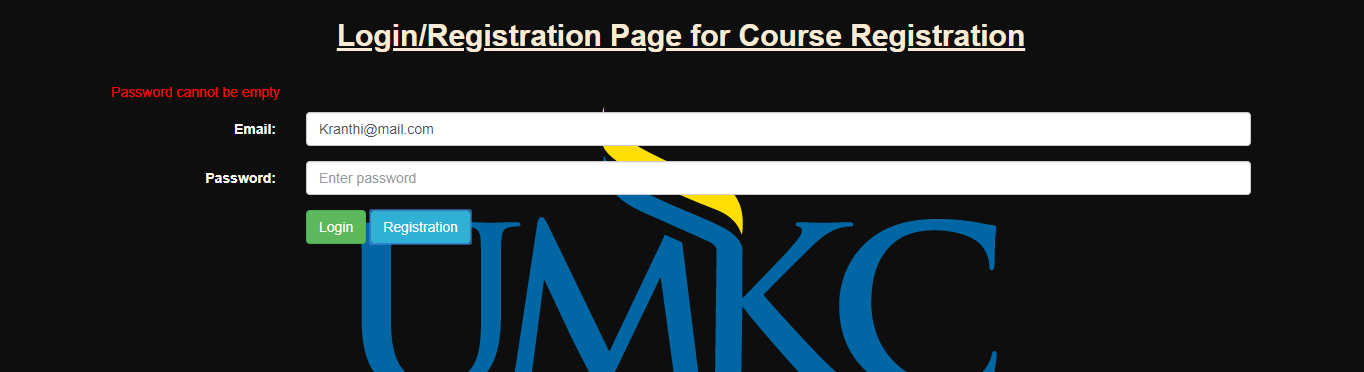 Login/Registration Page for Course Registration
Password cannot be empty
Email: Kranthi@mail.com
Password: Enter password
Login Registration
UMKC